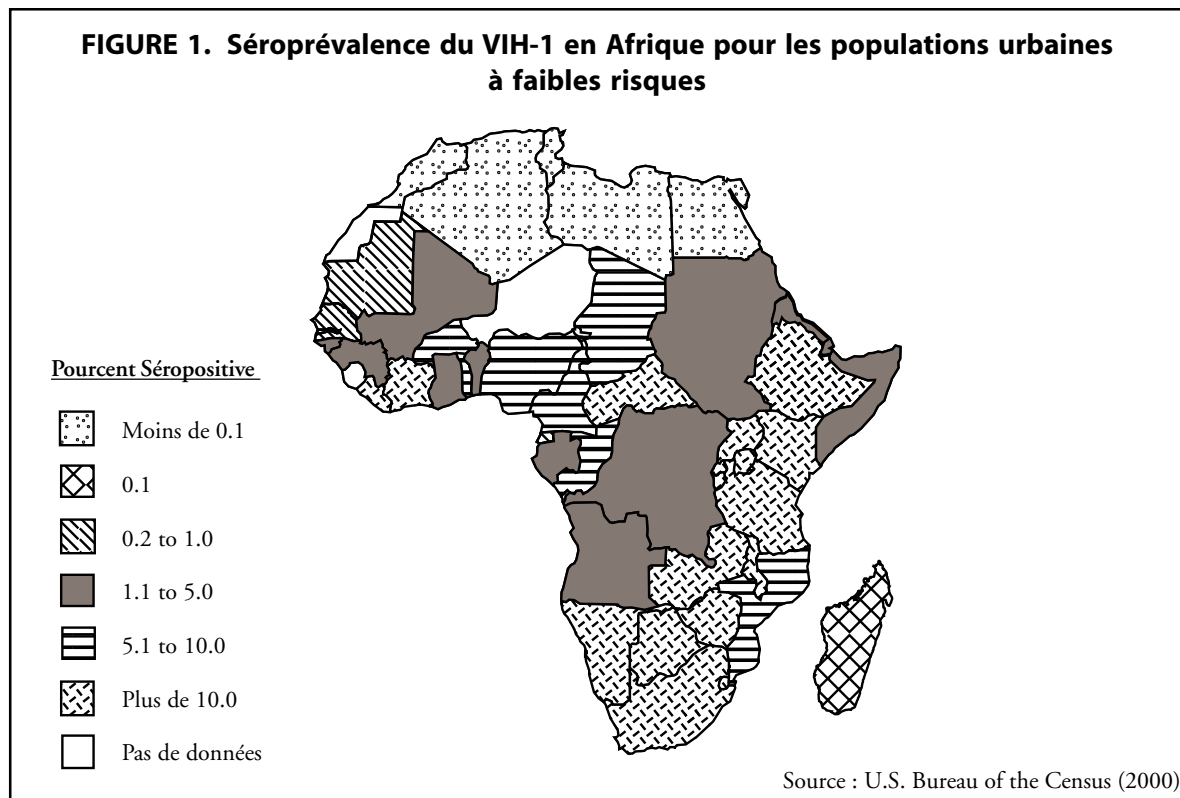 FIGURE 1. Séroprévalence du VIH-1 en Afrique pour les populations urbaines
à faibles risques
Pourcent Séropositive
Moins de 0.1
0.1
0.2 to 1.0
1.1 to 5.0
5.1 to 10.0
Plus de 10.0
Pas de données
Source : U.S. Bureau of the Census (2000)